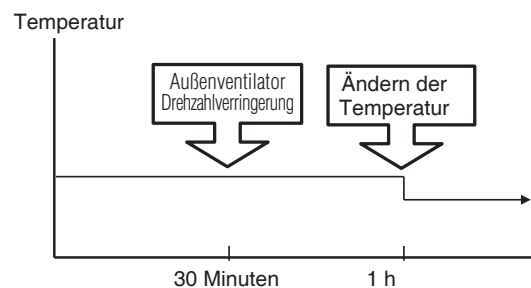 Temperatur
Außenventilator
Drehzahlverringerung
Ändern der
Temperatur
30 Minuten
1 h